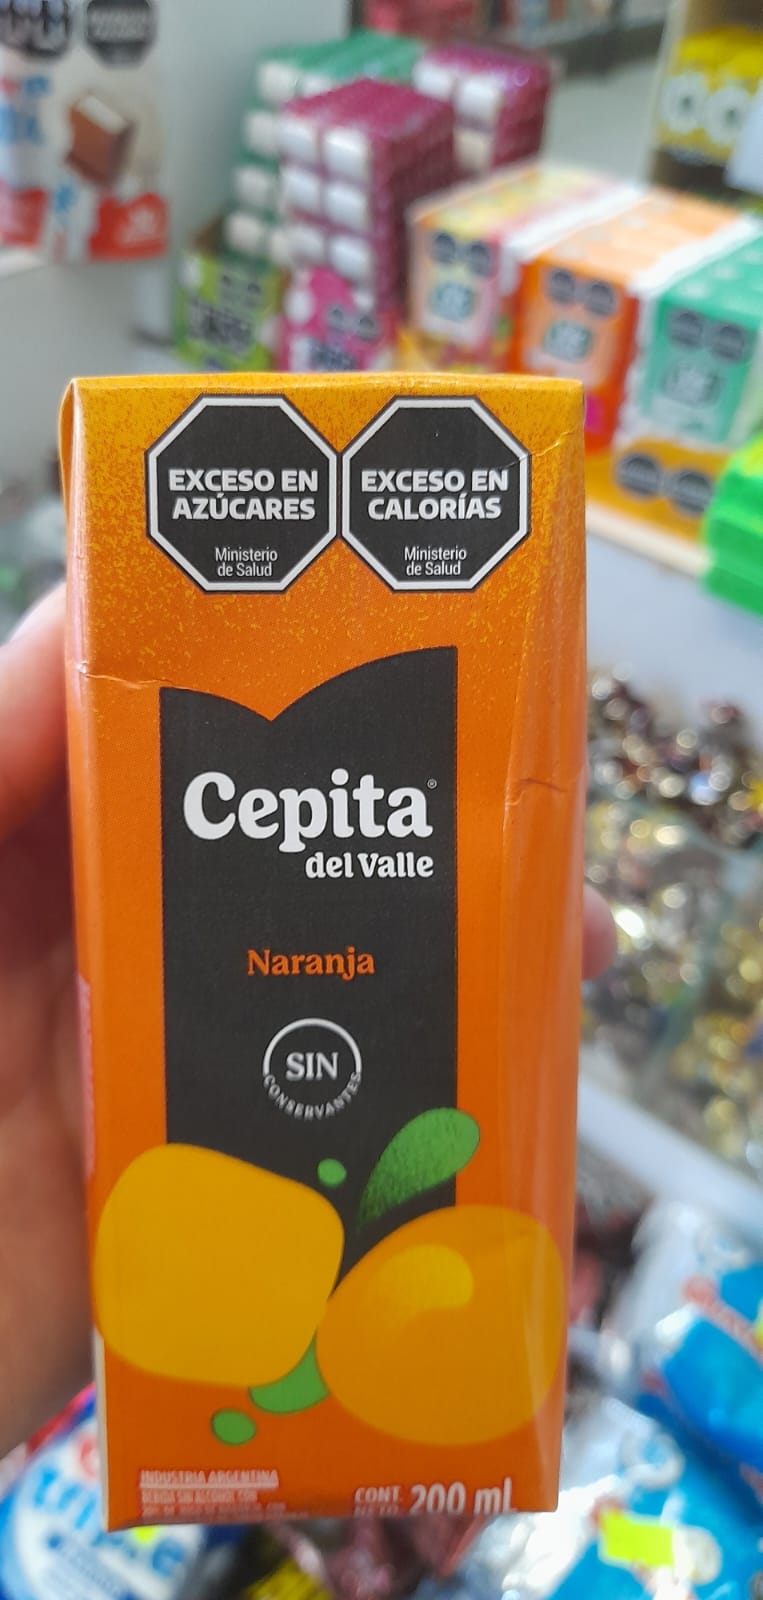 EXCESO EN
AZÚCARES
Ministerio
de Salud
EXCESO EN
CALORÍAS
Ministerio
de Salud
Cepita®
del Valle
Naranja
SIN
CONSERVANTES
INDUSTRIA ARGENTINA
CONT.
NETO. 200 mL